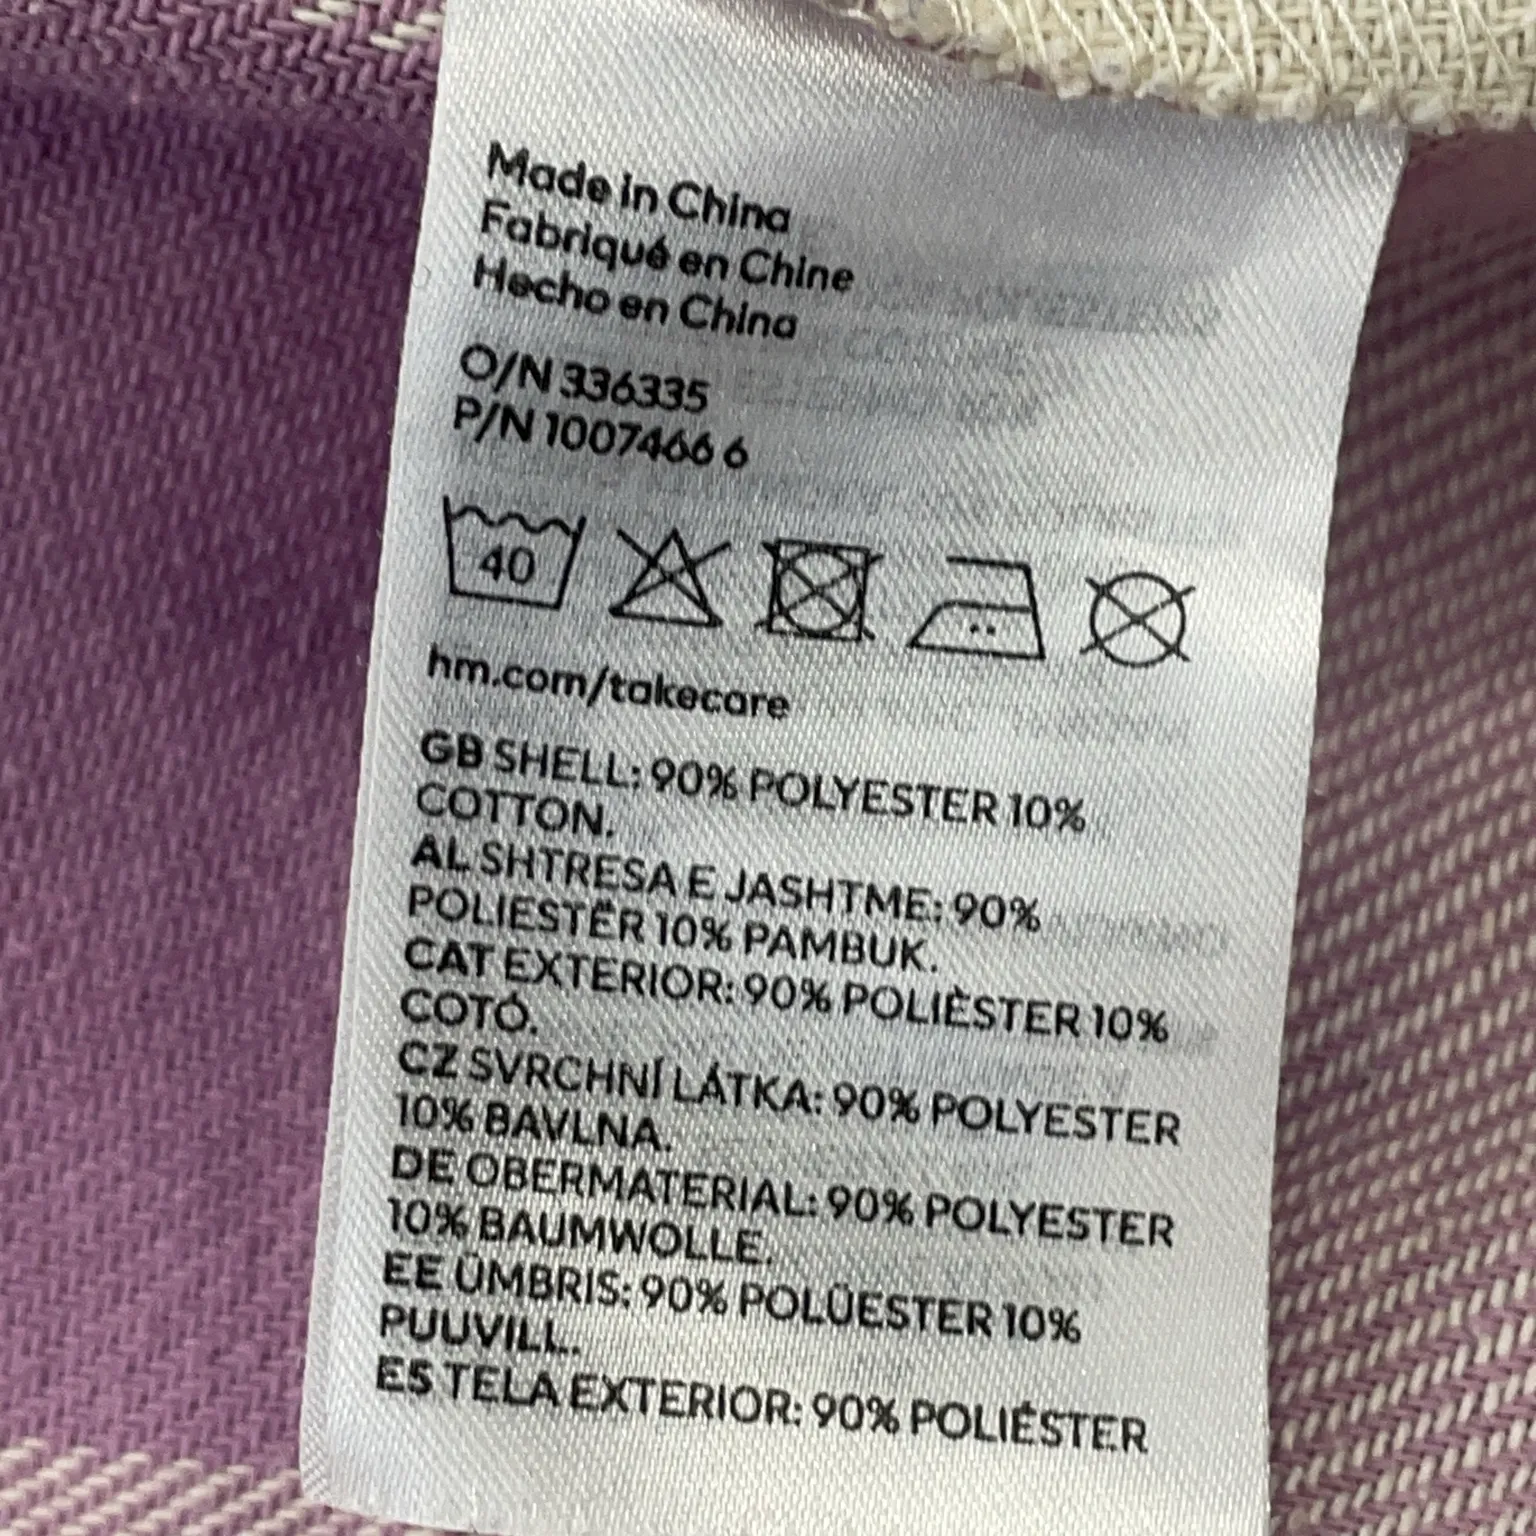 Made in China
Fabriqué en Chine
Hecho en China
O/N 336335
P/N 10074666 6
40
hm.com/takecare
GB SHELL: 90% POLYESTER 10%
COTTON.
AL SHTRESA E JASHTME: 90%
POLIESTËR 10% PAMBUK.
CAT EXTERIOR: 90% POLIÈSTER 10%
COTÓ.
CZ SVRCHNÍ LÁTKA: 90% POLYESTER
10% BAVLNA.
DE OBERMATERIAL: 90% POLYESTER
10% BAUMWOLLE.
EE ÜMBRIS: 90% POLÜESTER 10%
PUUVILL.
ES TELA EXTERIOR: 90% POLIÉSTER